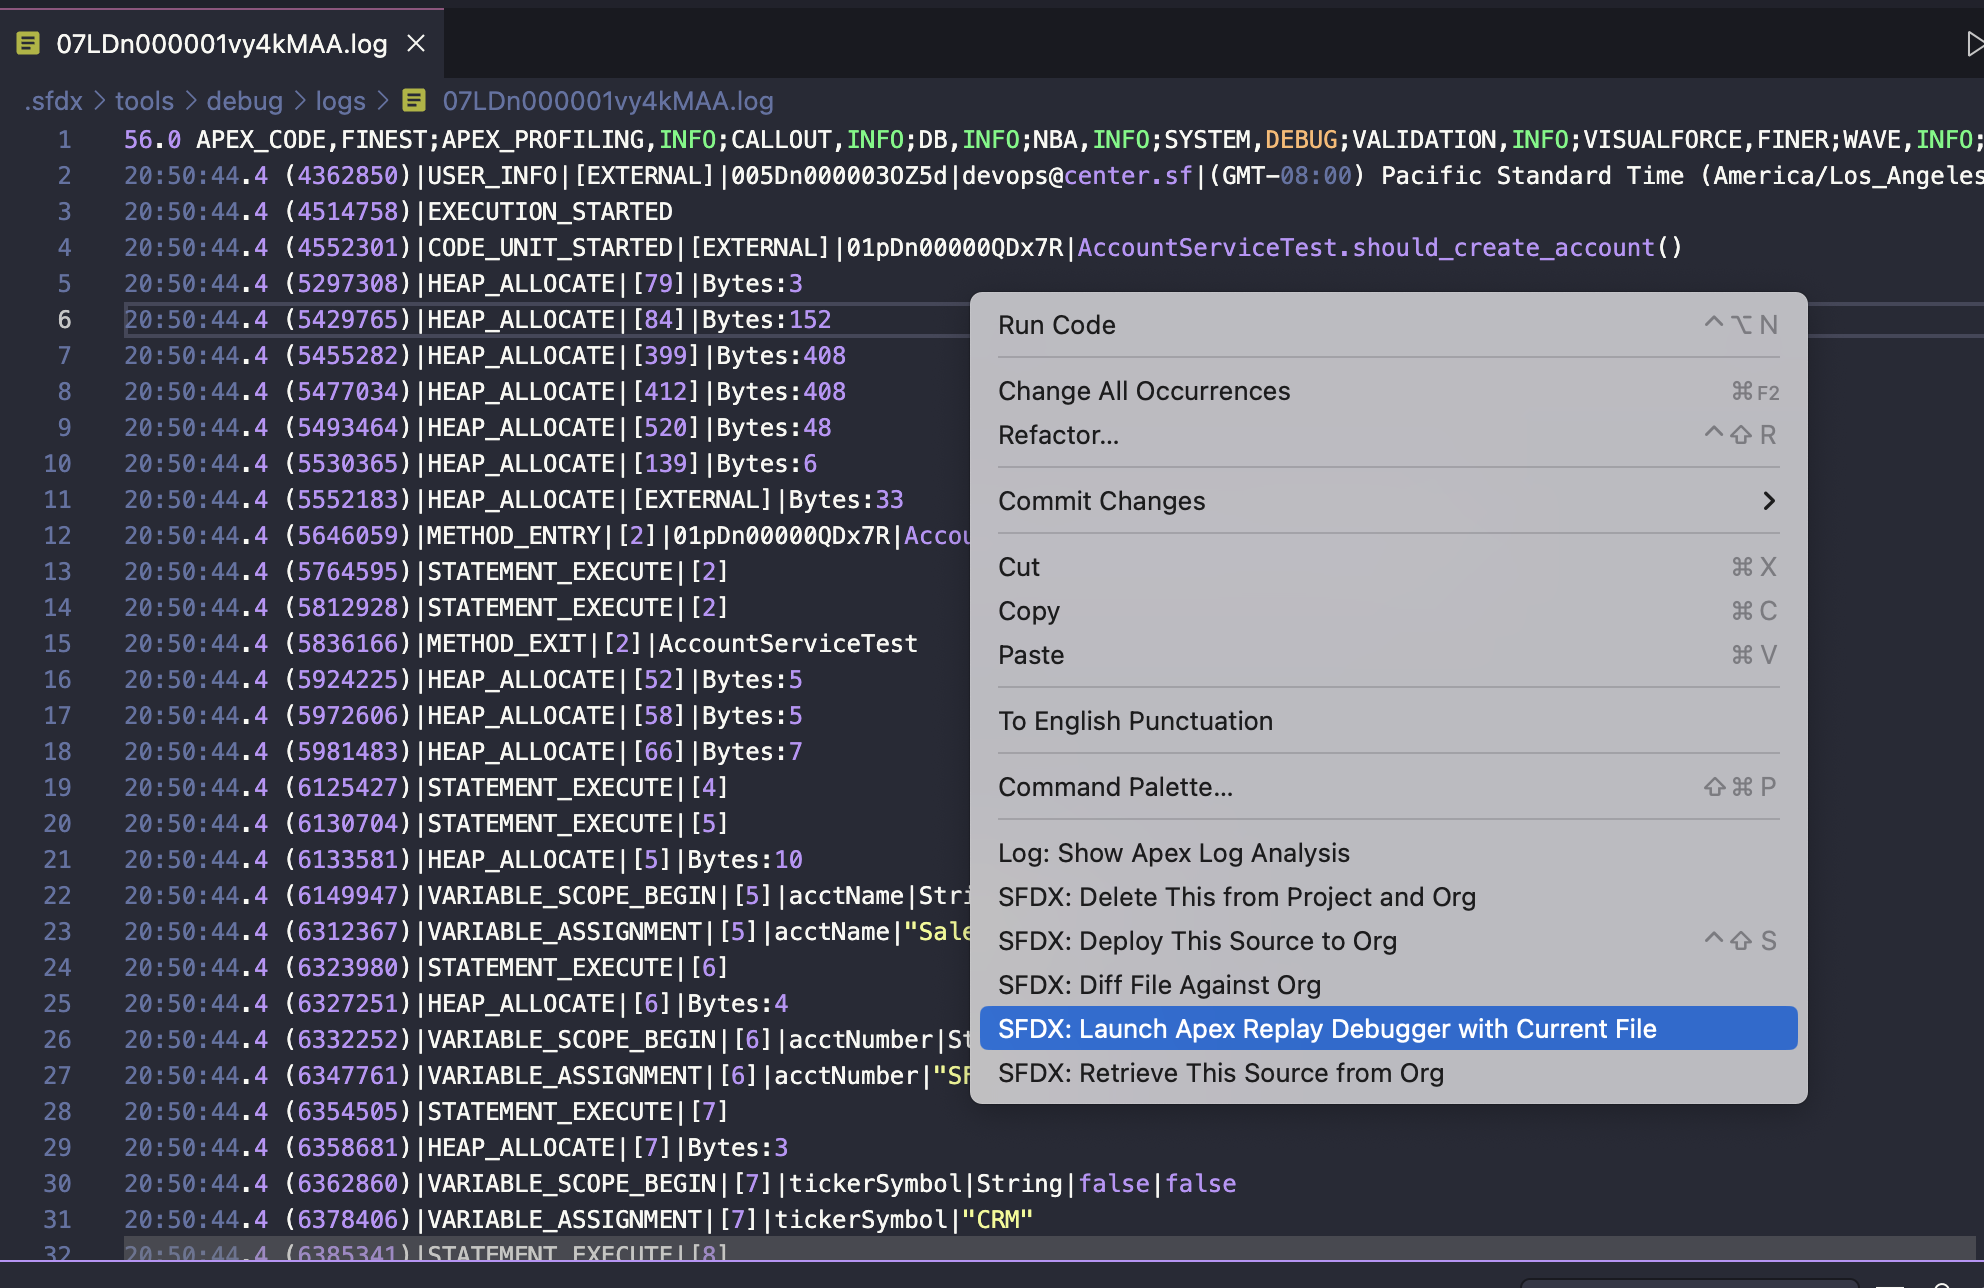 07LDn000001vy4kMAA.log
.sfdx > tools > debug > logs > 07LDn000001vy4kMAA.log
1 56.0 APEX_CODE,FINEST;APEX_PROFILING,INFO;CALLOUT,INFO;DB,INFO;NBA,INFO;SYSTEM,DEBUG;VALIDATION,INFO;VISUALFORCE,FINER;WAVE,INFO;
2 20:50:44.4 (4362850)|USER_INFO|[EXTERNAL]|005Dn000003OZ5d|devops@center.sf|(GMT-08:00) Pacific Standard Time (America/Los_Angeles
3 20:50:44.4 (4514758)|EXECUTION_STARTED
4 20:50:44.4 (4552301)|CODE_UNIT_STARTED|[EXTERNAL]|01pDn00000QDx7R|AccountServiceTest.should_create_account()
5 20:50:44.4 (5297308)|HEAP_ALLOCATE|[79]|Bytes:3
6 20:50:44.4 (5429765)|HEAP_ALLOCATE|[84]|Bytes:152
7 20:50:44.4 (5455282)|HEAP_ALLOCATE|[399]|Bytes:408
8 20:50:44.4 (5477034)|HEAP_ALLOCATE|[412]|Bytes:408
9 20:50:44.4 (5493464)|HEAP_ALLOCATE|[520]|Bytes:48
10 20:50:44.4 (5530365)|HEAP_ALLOCATE|[139]|Bytes:6
11 20:50:44.4 (5552183)|HEAP_ALLOCATE|[EXTERNAL]|Bytes:33
12 20:50:44.4 (5646059)|METHOD_ENTRY|[2]|01pDn00000QDx7R|Accou
13 20:50:44.4 (5764595)|STATEMENT_EXECUTE|[2]
14 20:50:44.4 (5812928)|STATEMENT_EXECUTE|[2]
15 20:50:44.4 (5836166)|METHOD_EXIT|[2]|AccountServiceTest
16 20:50:44.4 (5924225)|HEAP_ALLOCATE|[52]|Bytes:5
17 20:50:44.4 (5972606)|HEAP_ALLOCATE|[58]|Bytes:5
18 20:50:44.4 (5981483)|HEAP_ALLOCATE|[66]|Bytes:7
19 20:50:44.4 (6125427)|STATEMENT_EXECUTE|[4]
20 20:50:44.4 (6130704)|STATEMENT_EXECUTE|[5]
21 20:50:44.4 (6133581)|HEAP_ALLOCATE|[5]|Bytes:10
22 20:50:44.4 (6149947)|VARIABLE_SCOPE_BEGIN|[5]|acctName|Stri
23 20:50:44.4 (6312367)|VARIABLE_ASSIGNMENT|[5]|acctName|"Sale
24 20:50:44.4 (6323980)|STATEMENT_EXECUTE|[6]
25 20:50:44.4 (6327251)|HEAP_ALLOCATE|[6]|Bytes:4
26 20:50:44.4 (6332252)|VARIABLE_SCOPE_BEGIN|[6]|acctNumber|St
27 20:50:44.4 (6347761)|VARIABLE_ASSIGNMENT|[6]|acctNumber|"SF
28 20:50:44.4 (6354505)|STATEMENT_EXECUTE|[7]
29 20:50:44.4 (6358681)|HEAP_ALLOCATE|[7]|Bytes:3
30 20:50:44.4 (6362860)|VARIABLE_SCOPE_BEGIN|[7]|tickerSymbol|String|false|false
31 20:50:44.4 (6378406)|VARIABLE_ASSIGNMENT|[7]|tickerSymbol|"CRM"
32 20:50:44.4 (6385341)|STATEMENT_EXECUTE|[8]
Run Code ⌃⌥N
Change All Occurrences ⌘F2
Refactor... ⌃⇧R
Commit Changes >
Cut ⌘X
Copy ⌘C
Paste ⌘V
To English Punctuation
Command Palette... ⇧⌘P
Log: Show Apex Log Analysis
SFDX: Delete This from Project and Org
SFDX: Deploy This Source to Org ⌃⇧S
SFDX: Diff File Against Org
SFDX: Launch Apex Replay Debugger with Current File
SFDX: Retrieve This Source from Org